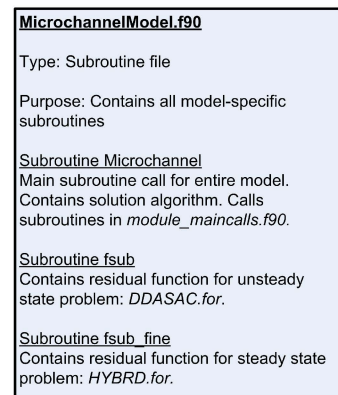 MicrochannelModel.f90
Type: Subroutine file
Purpose: Contains all model-specific
subroutines
Subroutine Microchannel
Main subroutine call for entire model.
Contains solution algorithm. Calls
subroutines in module_maincalls.f90.
Subroutine fsub
Contains residual function for unsteady
state problem: DDASAC.for.
Subroutine fsub_fine
Contains residual function for steady state
problem: HYBRD.for.